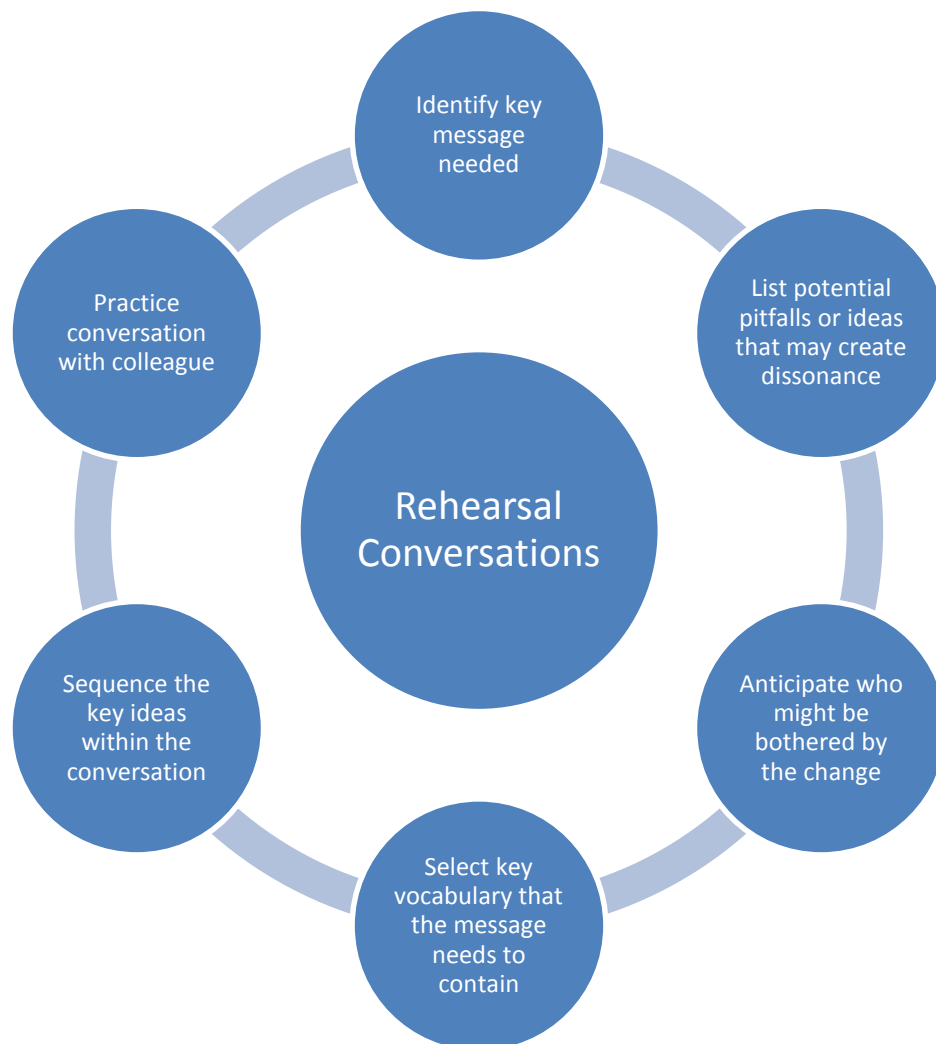 Identify key
message
needed
List potential
pitfalls or ideas
that may create
dissonance
Anticipate who
might be
bothered by
the change
Select key
vocabulary that
the message
needs to
contain
Sequence the
key ideas
within the
conversation
Practice
conversation
with colleague
Rehearsal
Conversations